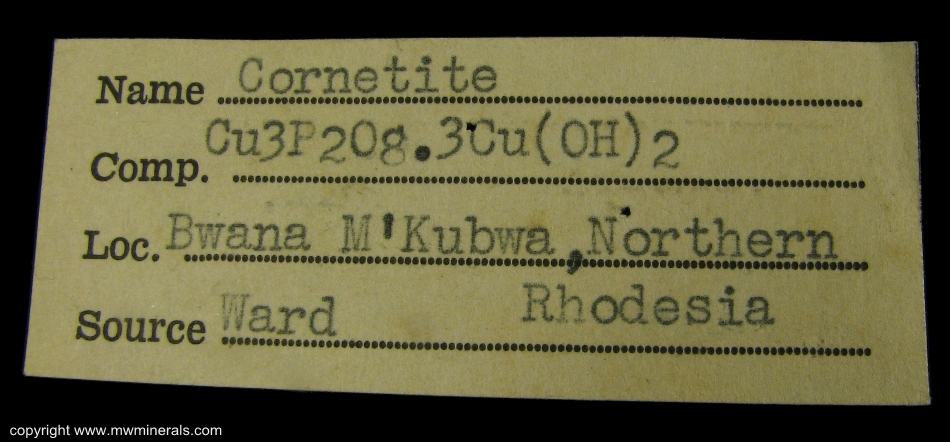 Name Cornetite
Comp. Cu3P2O8.3Cu(OH)2
Loc. Bwana M'Kubwa,Northern
Source Ward Rhodesia
copyright www.mwminerals.com